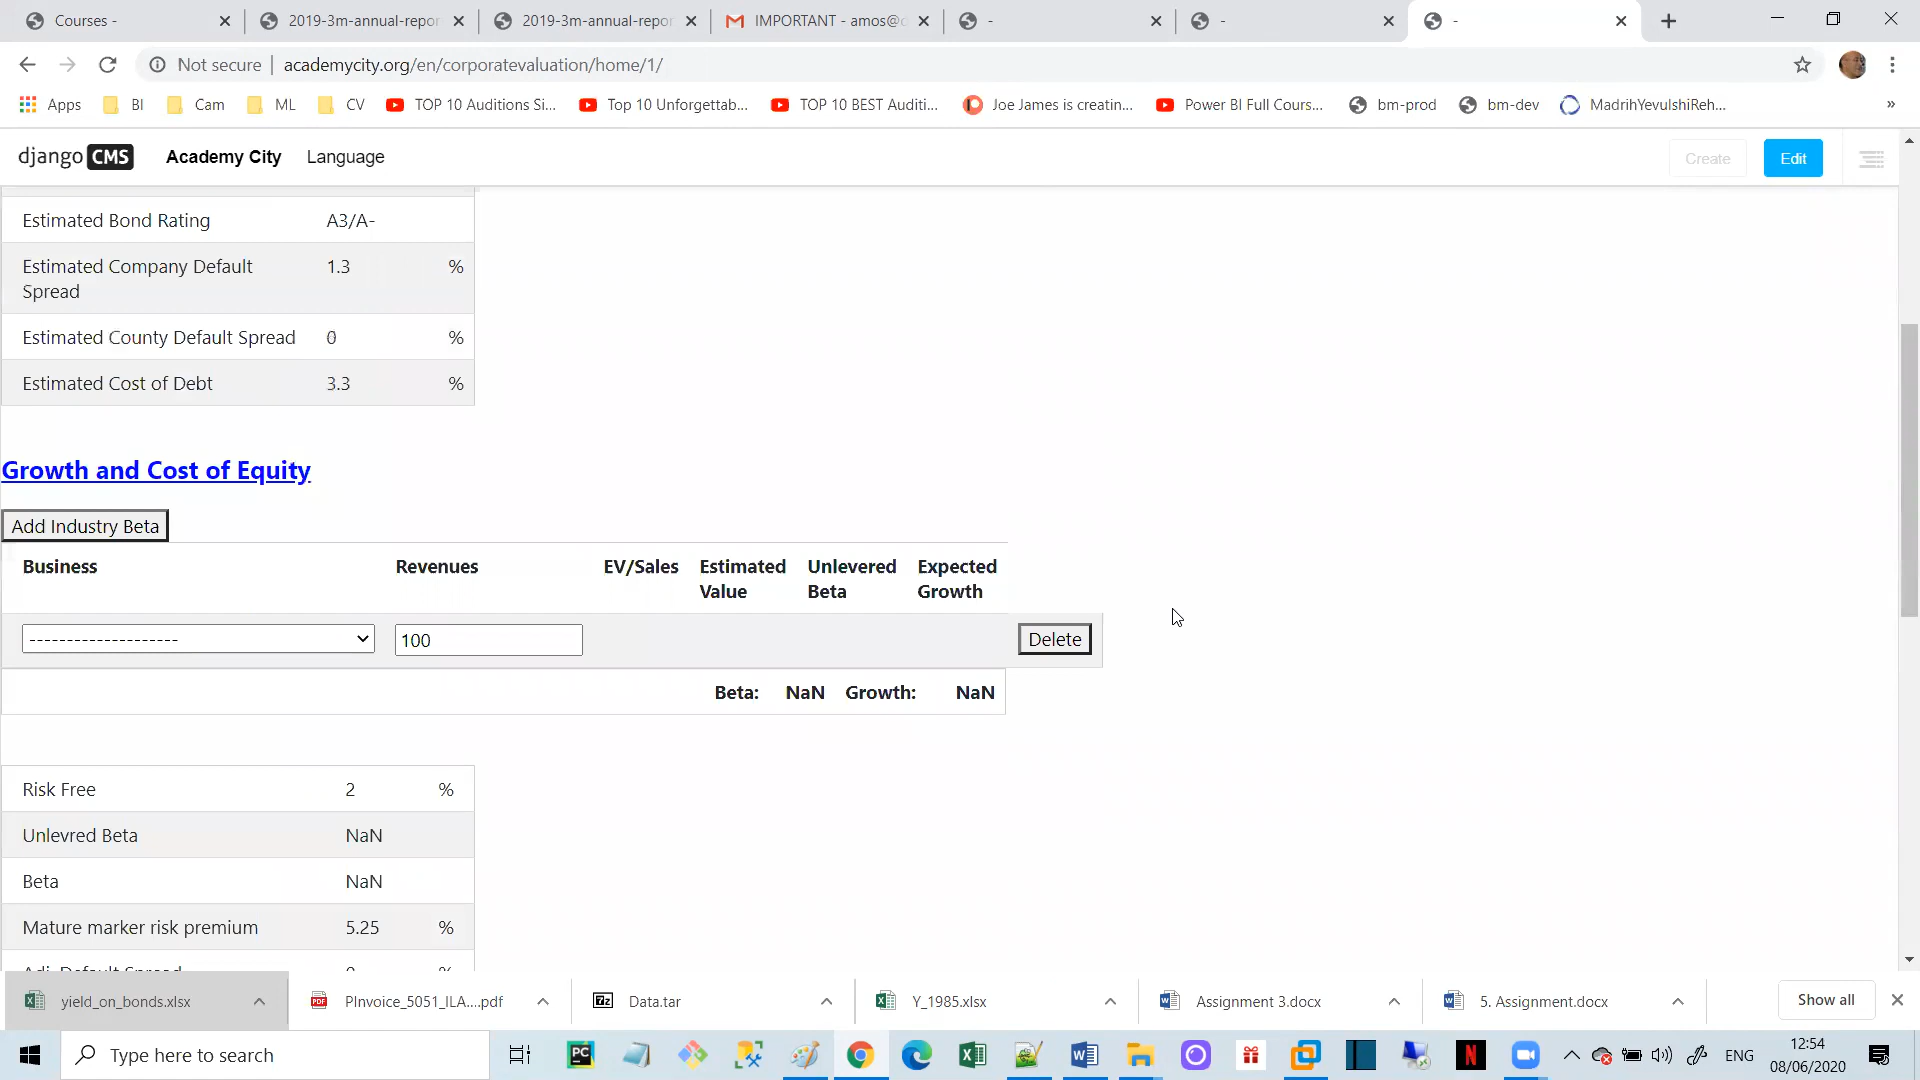 Courses -
2019-3m-annual-repor
2019-3m-annual-repor
IMPORTANT - amos@
-
-
-
Not secure | academycity.org/en/corporatevaluation/home/1/
Apps BI Cam ML CV TOP 10 Auditions Si... Top 10 Unforgettab... TOP 10 BEST Auditi... Joe James is creatin... Power BI Full Cours... bm-prod bm-dev MadrihYevulshiReh... »
django CMS Academy City Language Create Edit
Estimated Bond Rating A3/A-
Estimated Company Default Spread 1.3 %
Estimated County Default Spread 0 %
Estimated Cost of Debt 3.3 %
Growth and Cost of Equity
Add Industry Beta
Business Revenues EV/Sales Estimated Value Unlevered Beta Expected Growth
-------------------- 100 Delete
Beta: NaN Growth: NaN
Risk Free 2 %
Unlevred Beta NaN
Beta NaN
Mature marker risk premium 5.25 %
Adj. Default Spread 0 %
yield_on_bonds.xlsx PInvoice_5051_ILA....pdf Data.tar Y_1985.xlsx Assignment 3.docx 5. Assignment.docx Show all
Type here to search
ENG 12:54
08/06/2020